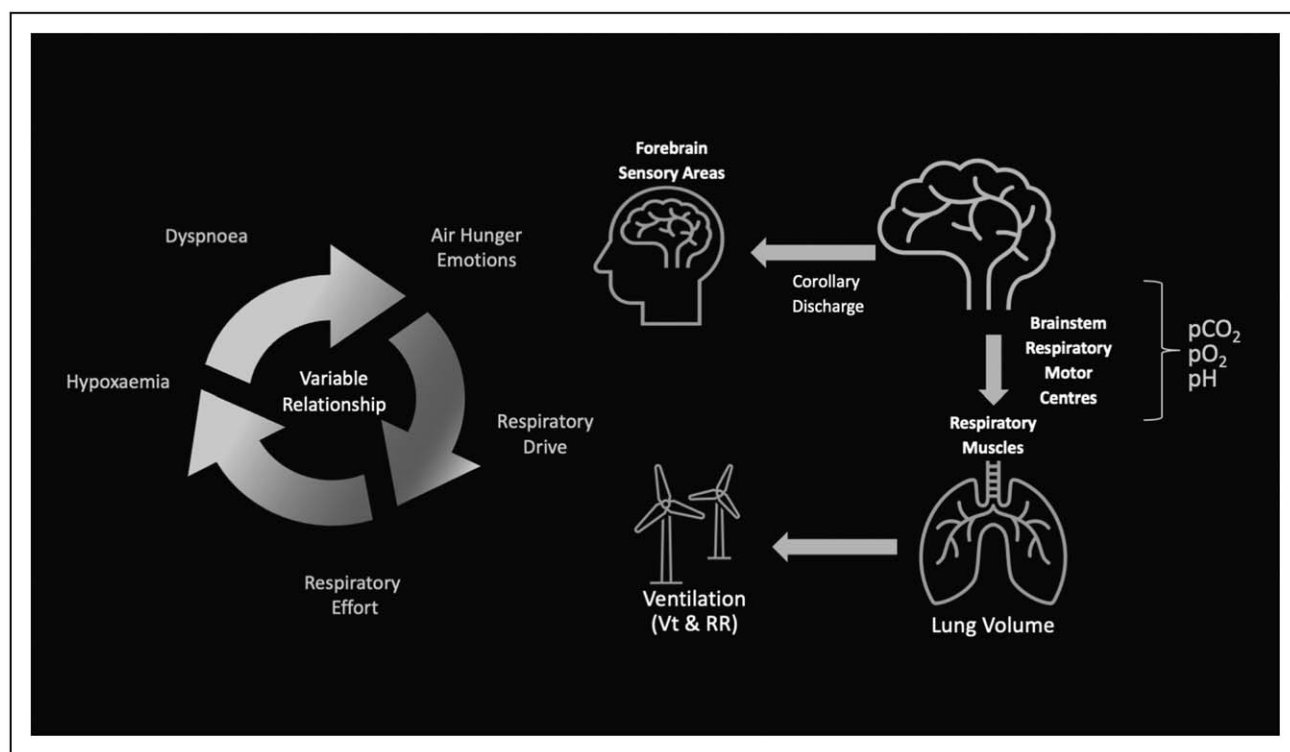 Dyspnoea
Air Hunger
Emotions
Hypoxaemia
Variable
Relationship
Respiratory
Drive
Respiratory
Effort
Forebrain
Sensory Areas
Corollary
Discharge
Brainstem
Respiratory
Motor
Centres
pCO₂
pO₂
pH
Respiratory
Muscles
Ventilation
(Vt & RR)
Lung Volume